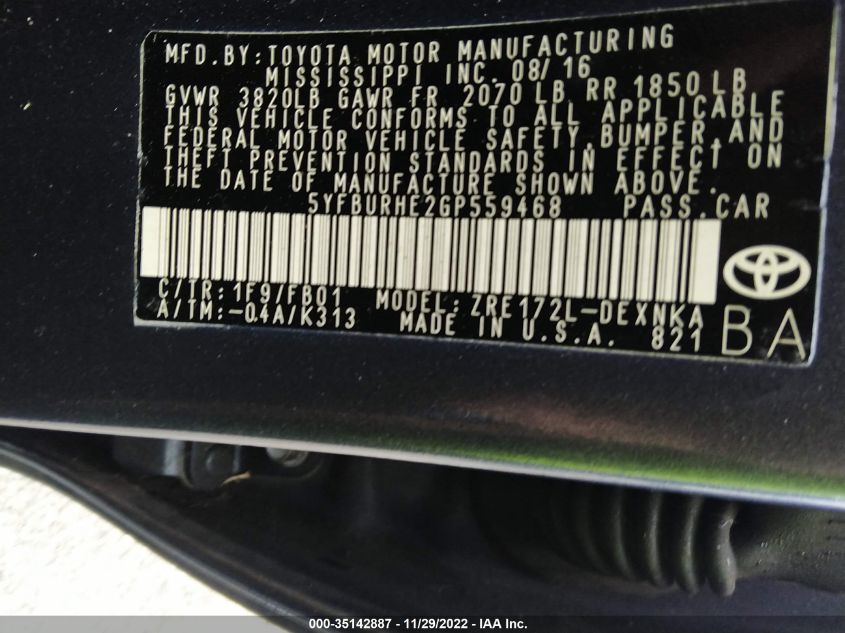 MFD.BY:TOYOTA MOTOR MANUFACTURING
MISSISSIPPI INC. 08/16
GVWR 3820LB GAWR FR 2070 LB RR 1850 LB
THIS VEHICLE CONFORMS TO ALL APPLICABLE
FEDERAL MOTOR VEHICLE SAFETY,BUMPER,AND
THEFT PREVENTION STANDARDS IN EFFECT ON
THE DATE OF MANUFACTURE SHOWN ABOVE.
5YFBURHE2GP559468 PASS.CAR
C/TR:1F9/FB01 MODEL:ZRE172L-DEXNKA
A/TM:-04A/K313 MADE IN U.S.A. 821
BA
000-35142887 - 11/29/2022 - IAA Inc.